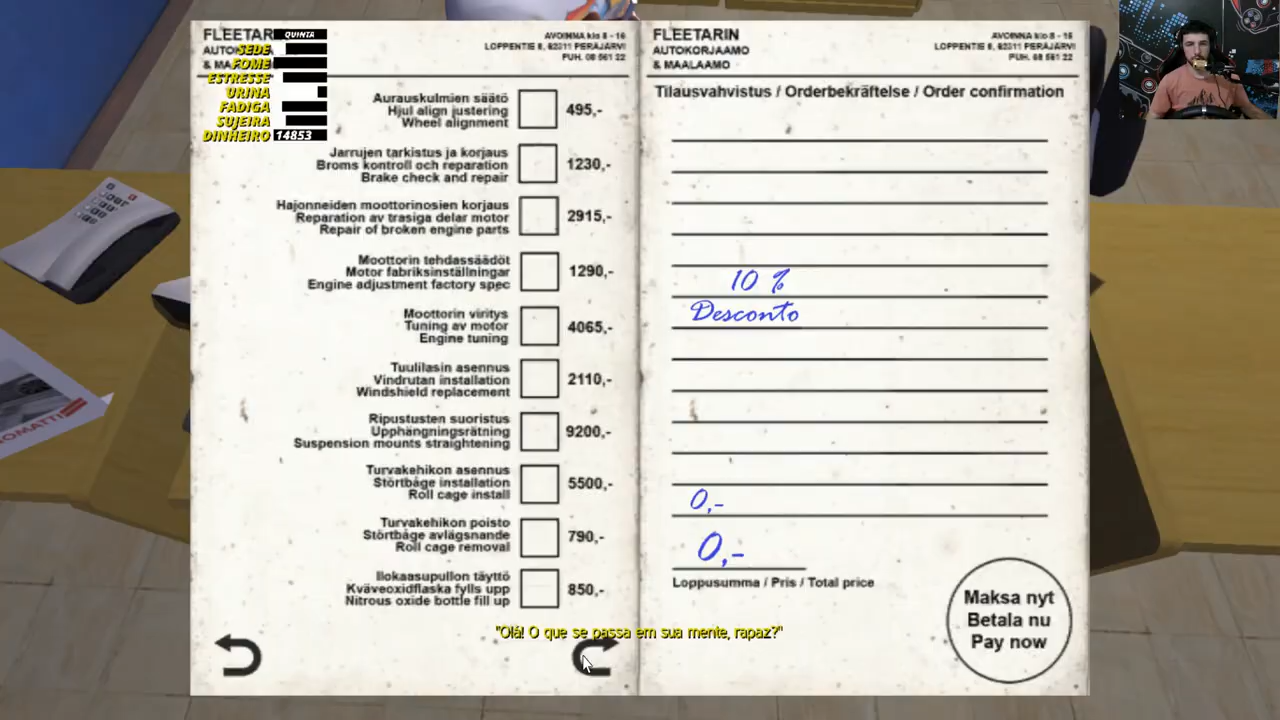 FLEETAR
AUTOKO
& MA
AVOINNA klo 8 - 16
LOPPENTIE 6, 62311 PERÄJÄRVI
PUH. 08 561 22
QUINTA
SEDE
FOME
ESTRESSE
URINA
FADIGA
SUJEIRA
DINHEIRO 14853
Aurauskulmien säätö
Hjul align justering
Wheel alignment
495,-
Jarrujen tarkistus ja korjaus
Broms kontroll och reparation
Brake check and repair
1230,-
Hajonneiden moottorinosien korjaus
Reparation av trasiga delar motor
Repair of broken engine parts
2915,-
Moottorin tehdassäädöt
Motor fabriksinställningar
Engine adjustment factory spec
1290,-
Moottorin viritys
Tuning av motor
Engine tuning
4065,-
Tuulilasin asennus
Vindrutan installation
Windshield replacement
2110,-
Ripustusten suoristus
Upphängningsrätning
Suspension mounts straightening
9200,-
Turvakehikon asennus
Störtbåge installation
Roll cage install
5500,-
Turvakehikon poisto
Störtbåge avlägsnande
Roll cage removal
790,-
Ilokaasupullon täyttö
Kväveoxidflaska fylls upp
Nitrous oxide bottle fill up
850,-
FLEETARIN
AUTOKORJAAMO
& MAALAAMO
AVOINNA klo 8 - 16
LOPPENTIE 6, 62311 PERÄJÄRVI
PUH. 08 561 22
Tilausvahvistus / Orderbekräftelse / Order confirmation
10 %
Desconto
0,-
0,-
Loppusumma / Pris / Total price
Maksa nyt
Betala nu
Pay now
"Olá! O que se passa em sua mente, rapaz?"
OMATTI